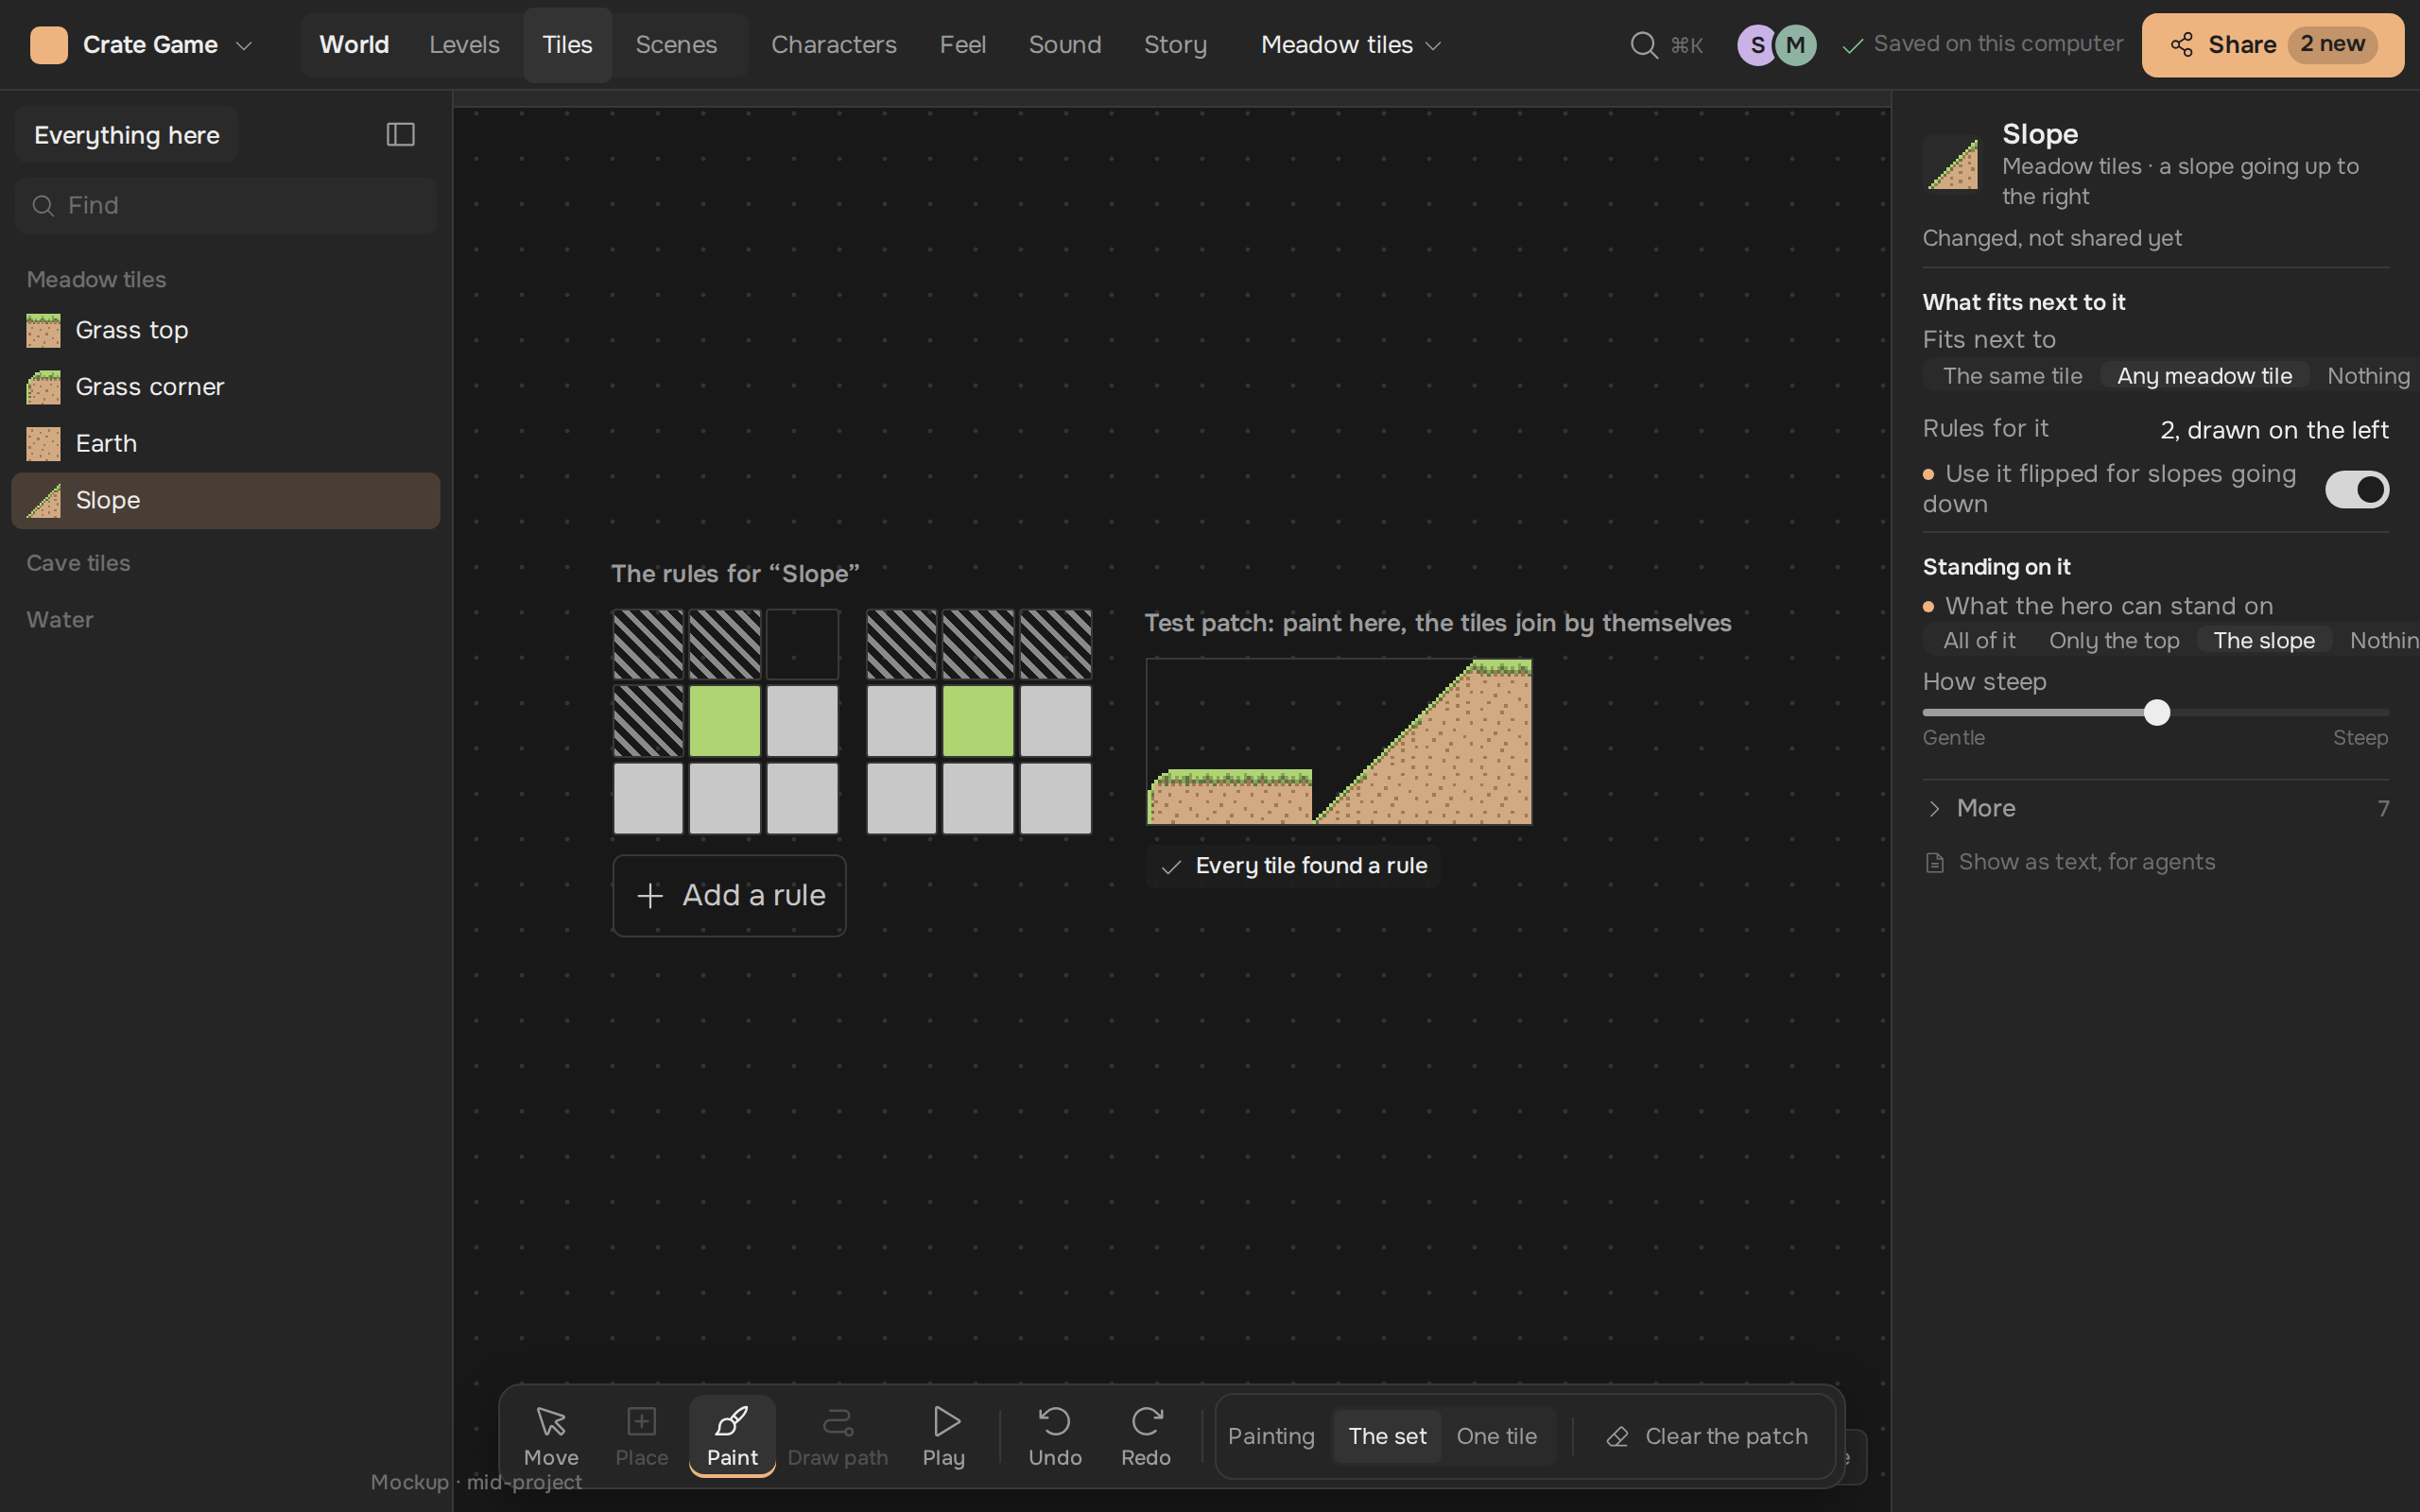 Crate Game
World Levels Tiles Scenes Characters Feel Sound Story Meadow tiles
⌘K
S M
Saved on this computer
Share 2 new
Everything here
Find
Meadow tiles
Grass top
Grass corner
Earth
Slope
Cave tiles
Water
The rules for “Slope”
Add a rule
Test patch: paint here, the tiles join by themselves
Every tile found a rule
Slope
Meadow tiles · a slope going up to
the right
Changed, not shared yet
What fits next to it
Fits next to
The same tile Any meadow tile Nothing
Rules for it 2, drawn on the left
Use it flipped for slopes going
down
Standing on it
What the hero can stand on
All of it Only the top The slope Nothin
How steep
Gentle Steep
More 7
Show as text, for agents
Move Place Paint Draw path Play Undo Redo
Painting The set One tile Clear the patch
Mockup · mid-project